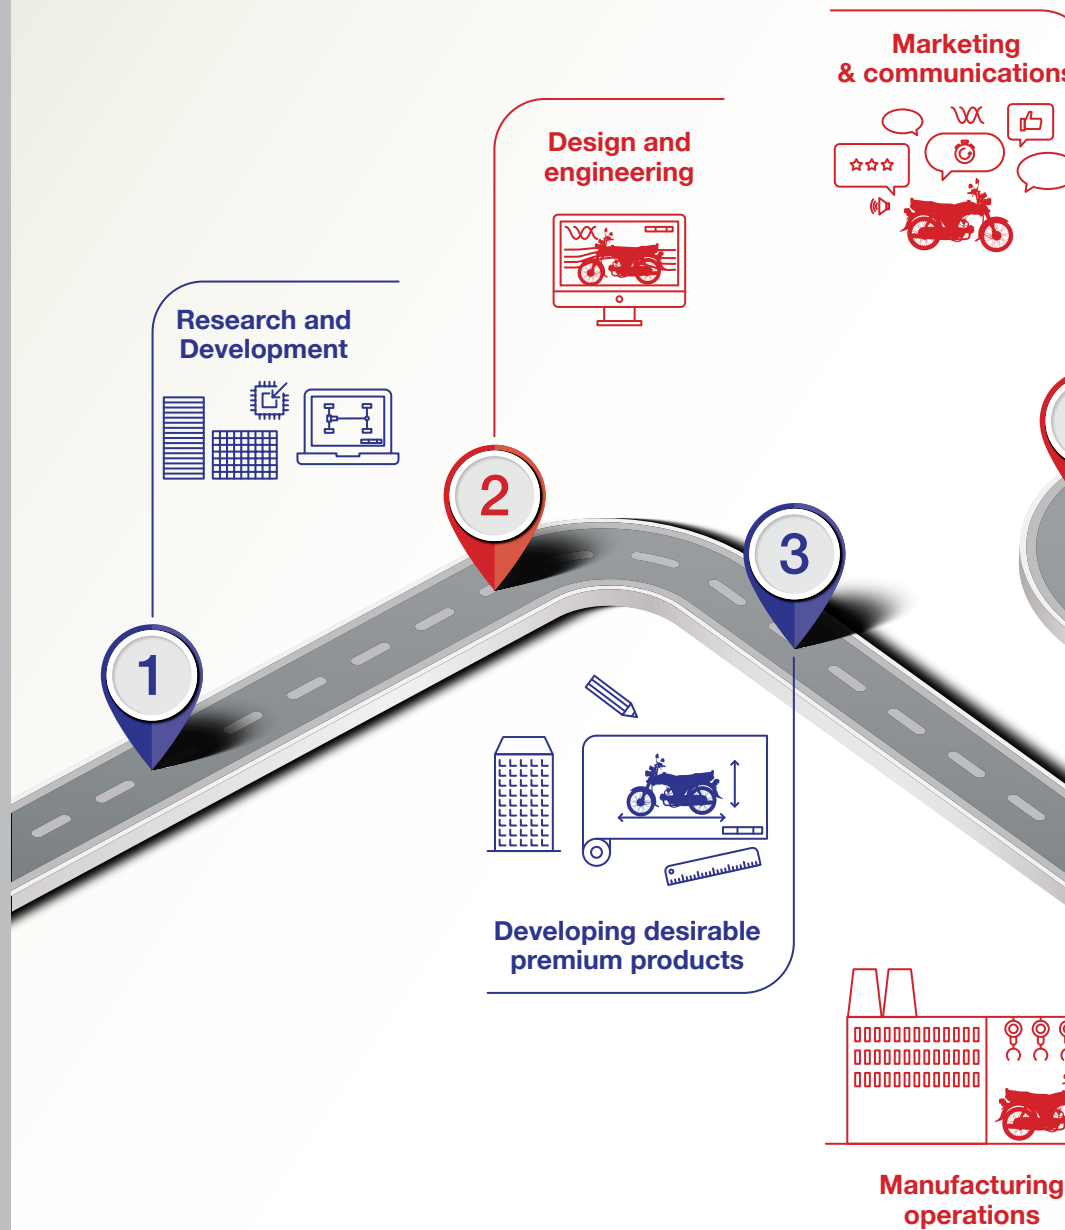 Marketing
& communications
Design and
engineering
Research and
Development
2
3
1
Developing desirable
premium products
Manufacturing
operations